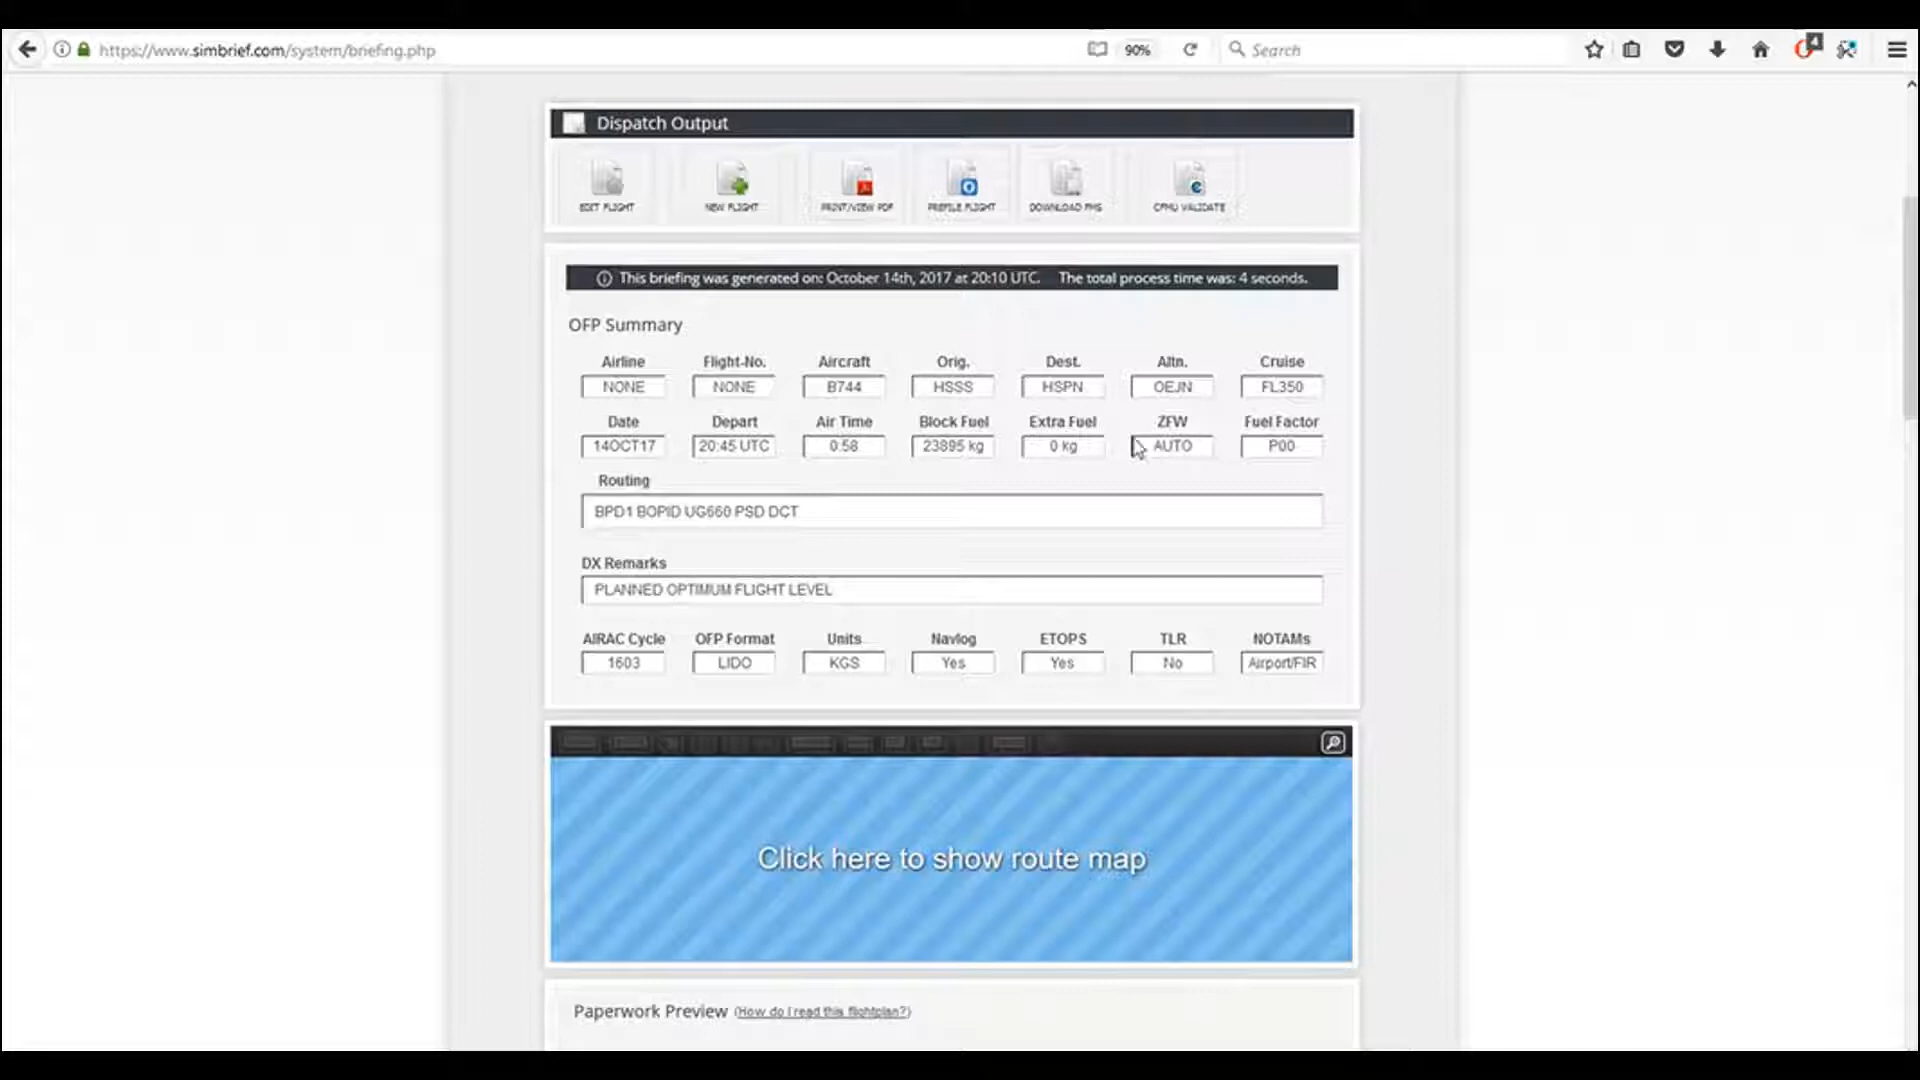 https://www.simbrief.com/system/briefing.php
90%
Search
4
Dispatch Output
EDIT FLIGHT NEW FLIGHT PRINT/VIEW PDF PREFILE FLIGHT DOWNLOAD FMS CFMU VALIDATE
This briefing was generated on: October 14th, 2017 at 20:10 UTC. The total process time was: 4 seconds.
OFP Summary
Airline Flight-No. Aircraft Orig. Dest. Altn. Cruise
NONE NONE B744 HSSS HSPN OEJN FL350
Date Depart Air Time Block Fuel Extra Fuel ZFW Fuel Factor
14OCT17 20:45 UTC 0:58 23895 kg 0 kg AUTO P00
Routing
BPD1 BOPID UG660 PSD DCT
DX Remarks
PLANNED OPTIMUM FLIGHT LEVEL
AIRAC Cycle OFP Format Units Navlog ETOPS TLR NOTAMs
1603 LIDO KGS Yes Yes No Airport/FIR
Click here to show route map
Paperwork Preview (How do I read this flightplan?)